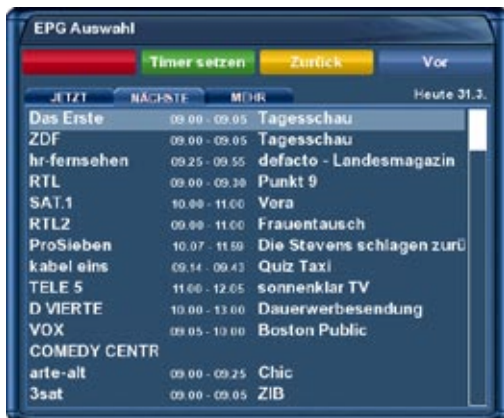 EPG Auswahl
Timer setzen Zurück Vor
JETZT NÄCHSTE MEHR Heute 31.3.
Das Erste 09.00 - 09.05 Tagesschau
ZDF 09.00 - 09.05 Tagesschau
hr-fernsehen 09.25 - 09.55 defacto - Landesmagazin
RTL 09.00 - 09.30 Punkt 9
SAT.1 10.00 - 11.00 Vera
RTL2 09.00 - 11.00 Frauentausch
ProSieben 10.07 - 11.59 Die Stevens schlagen zurü
kabel eins 09.14 - 09.43 Quiz Taxi
TELE 5 11.00 - 12.05 sonnenklar TV
D VIERTE 10.00 - 13.00 Dauerwerbesendung
VOX 09.05 - 10.00 Boston Public
COMEDY CENTR
arte-alt 09.00 - 09.25 Chic
3sat 09.00 - 09.05 ZIB